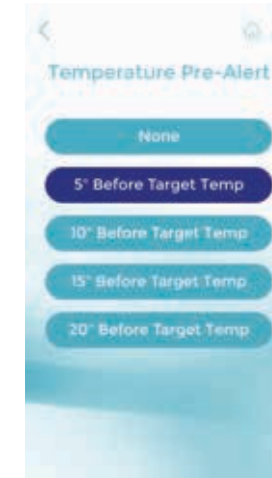 Temperature Pre-Alert
None
5° Before Target Temp
10° Before Target Temp
15° Before Target Temp
20° Before Target Temp